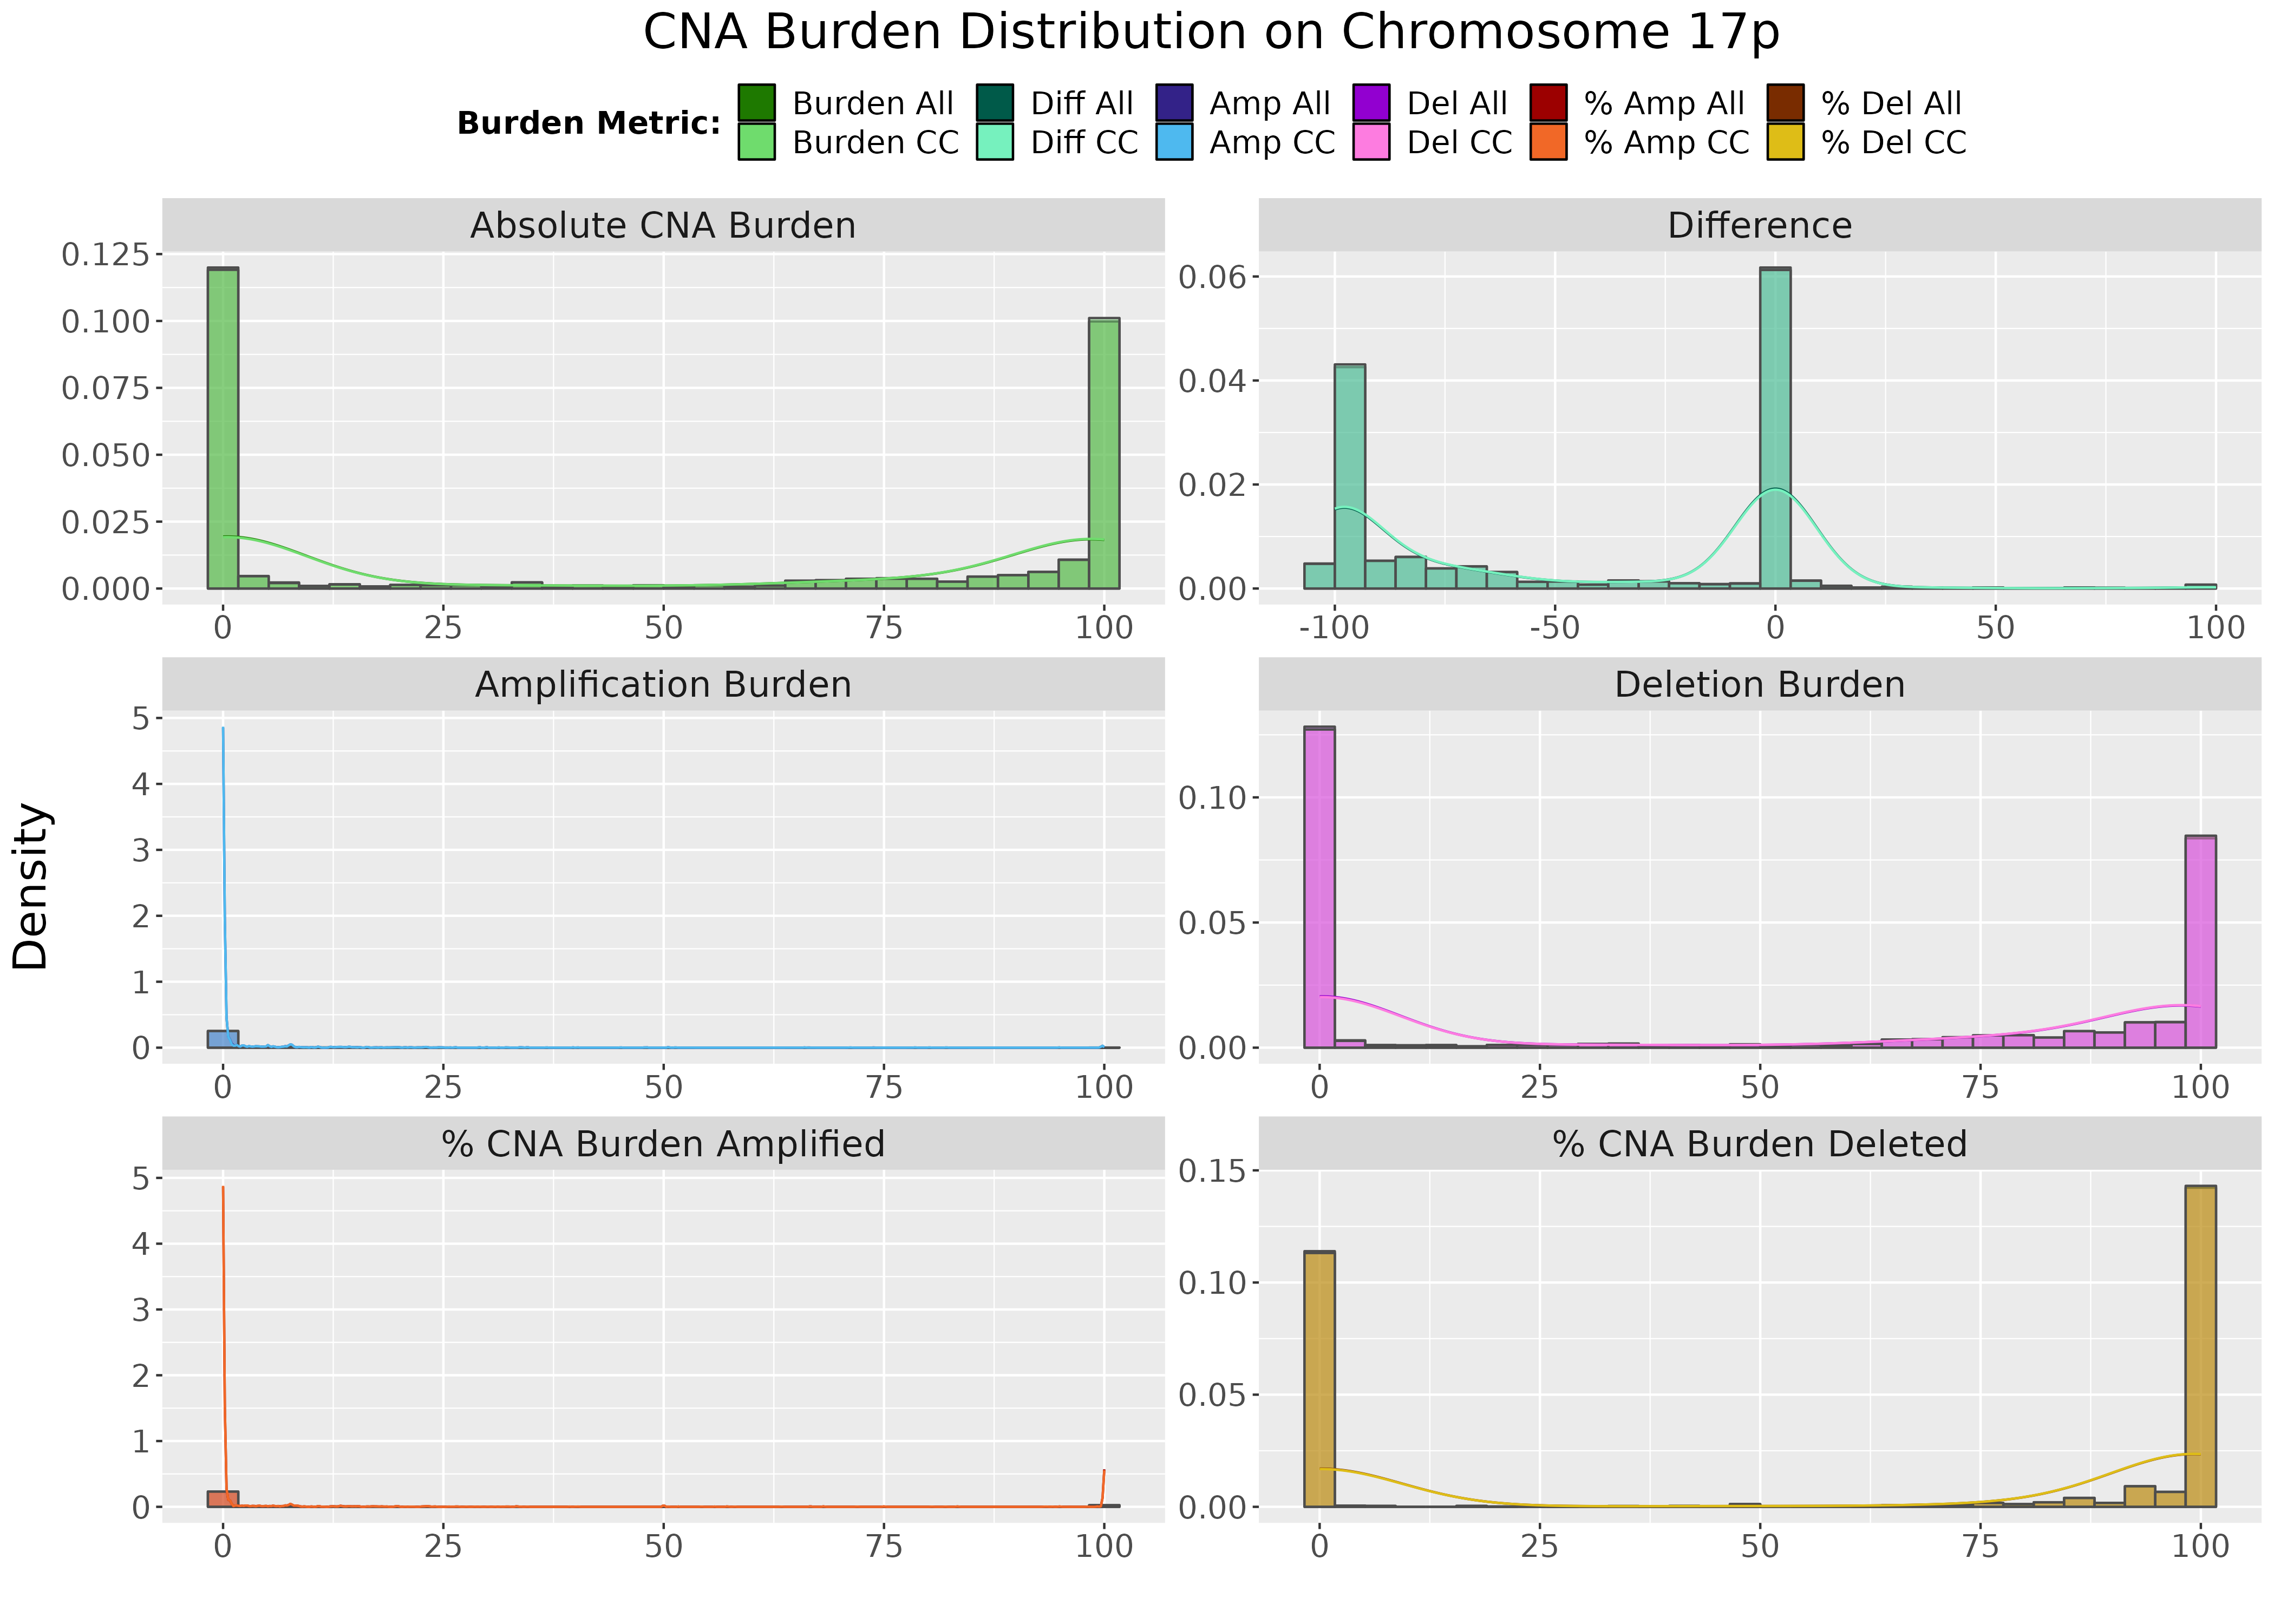 CNA Burden Distribution on Chromosome 17p
Burden Metric:
Burden All Diff All Amp All Del All % Amp All % Del All
Burden CC Diff CC Amp CC Del CC % Amp CC % Del CC
Absolute CNA Burden
0.125
0.100
0.075
0.050
0.025
0.000
0 25 50 75 100
Difference
0.06
0.04
0.02
0.00
-100 -50 0 50 100
Density
Amplification Burden
5
4
3
2
1
0
0 25 50 75 100
Deletion Burden
0.10
0.05
0.00
0 25 50 75 100
% CNA Burden Amplified
5
4
3
2
1
0
0 25 50 75 100
% CNA Burden Deleted
0.15
0.10
0.05
0.00
0 25 50 75 100